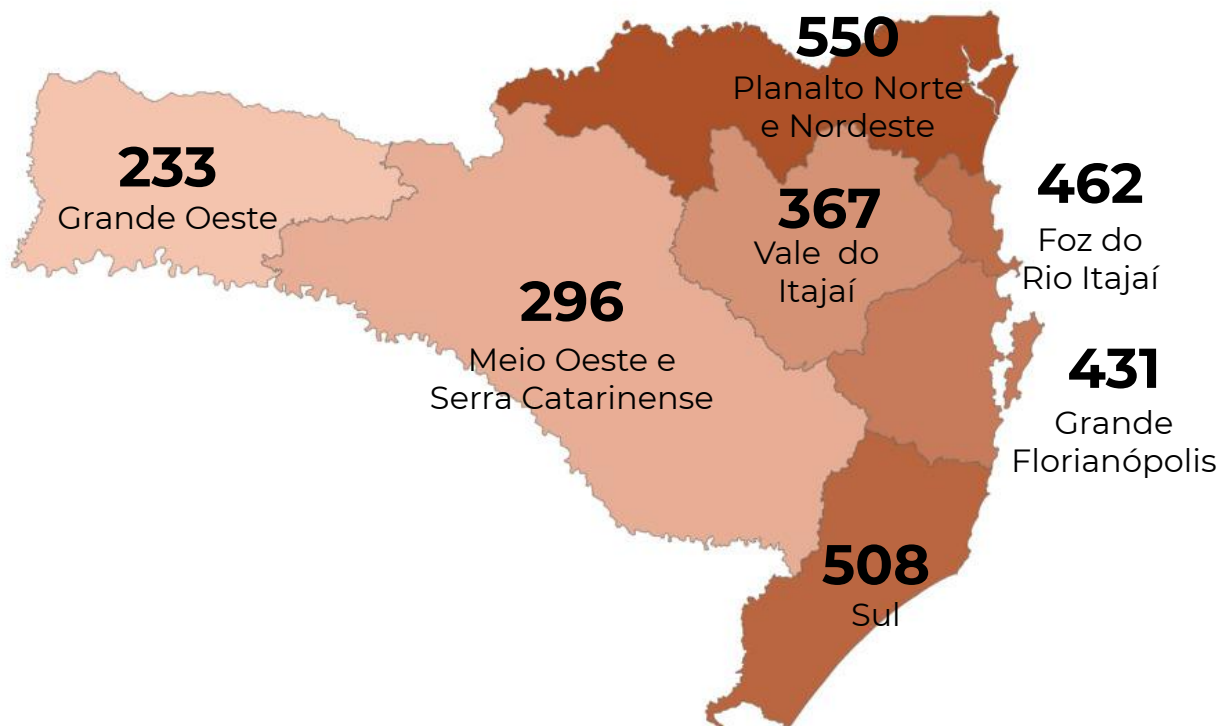 550
Planalto Norte
e Nordeste
233
Grande Oeste
462
Foz do
Rio Itajaí
367
Vale do
Itajaí
296
Meio Oeste e
Serra Catarinense
431
Grande
Florianópolis
508
Sul